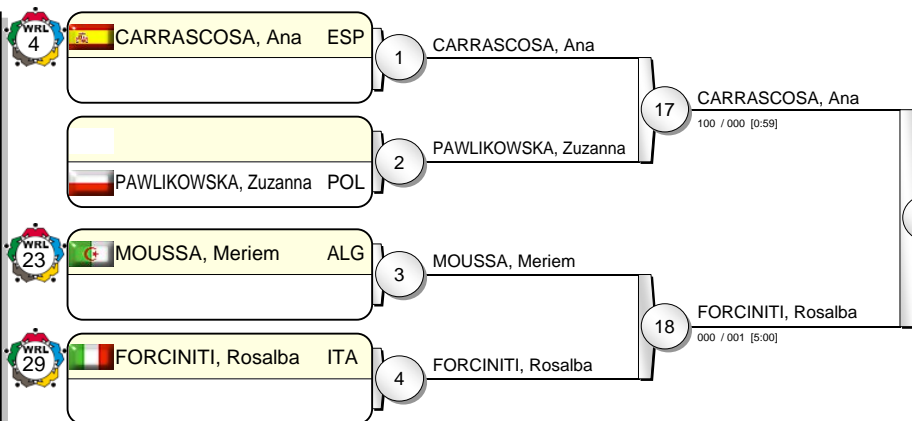 WRL
4
CARRASCOSA, Ana ESP
1
CARRASCOSA, Ana
17
CARRASCOSA, Ana
100 / 000 [0:59]
2
PAWLIKOWSKA, Zuzanna
PAWLIKOWSKA, Zuzanna POL
WRL
23
MOUSSA, Meriem ALG
3
MOUSSA, Meriem
18
FORCINITI, Rosalba
000 / 001 [5:00]
WRL
29
FORCINITI, Rosalba ITA
4
FORCINITI, Rosalba